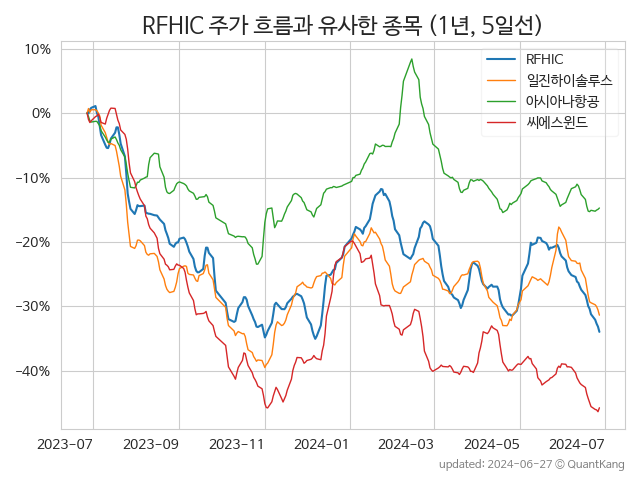 RFHIC 주가 흐름과 유사한 종목 (1년, 5일선)
10%
0%
−10%
−20%
−30%
−40%
RFHIC
일진하이솔루스
아시아나항공
씨에스윈드
2023-07 2023-09 2023-11 2024-01 2024-03 2024-05 2024-07
updated: 2024-06-27 © QuantKang